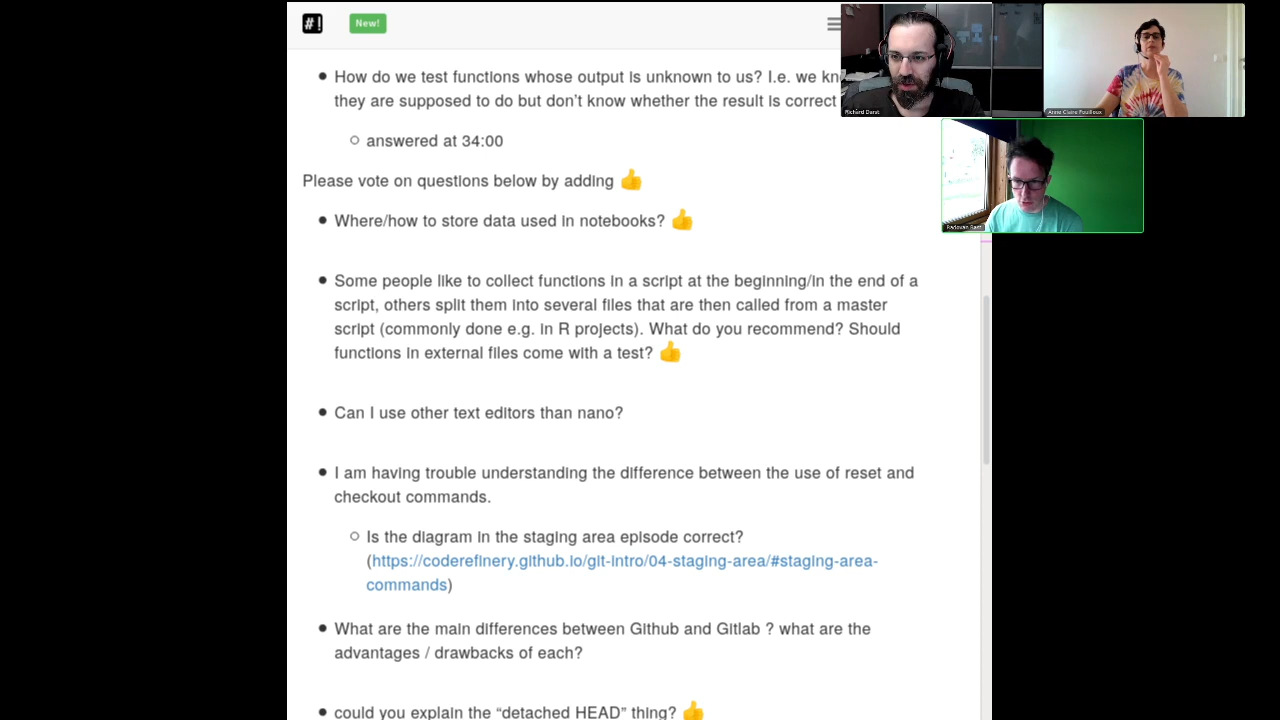 #!
New!
How do we test functions whose output is unknown to us? I.e. we kn
they are supposed to do but don't know whether the result is correct
answered at 34:00
Please vote on questions below by adding 👍
Where/how to store data used in notebooks? 👍
Some people like to collect functions in a script at the beginning/in the end of a
script, others split them into several files that are then called from a master
script (commonly done e.g. in R projects). What do you recommend? Should
functions in external files come with a test? 👍
Can I use other text editors than nano?
I am having trouble understanding the difference between the use of reset and
checkout commands.
Is the diagram in the staging area episode correct?
(https://coderefinery.github.io/git-intro/04-staging-area/#staging-area-
commands)
What are the main differences between Github and Gitlab ? what are the
advantages / drawbacks of each?
could you explain the “detached HEAD” thing? 👍
Richard Darst
Anne Claire Fouilloux
Radovan Bast